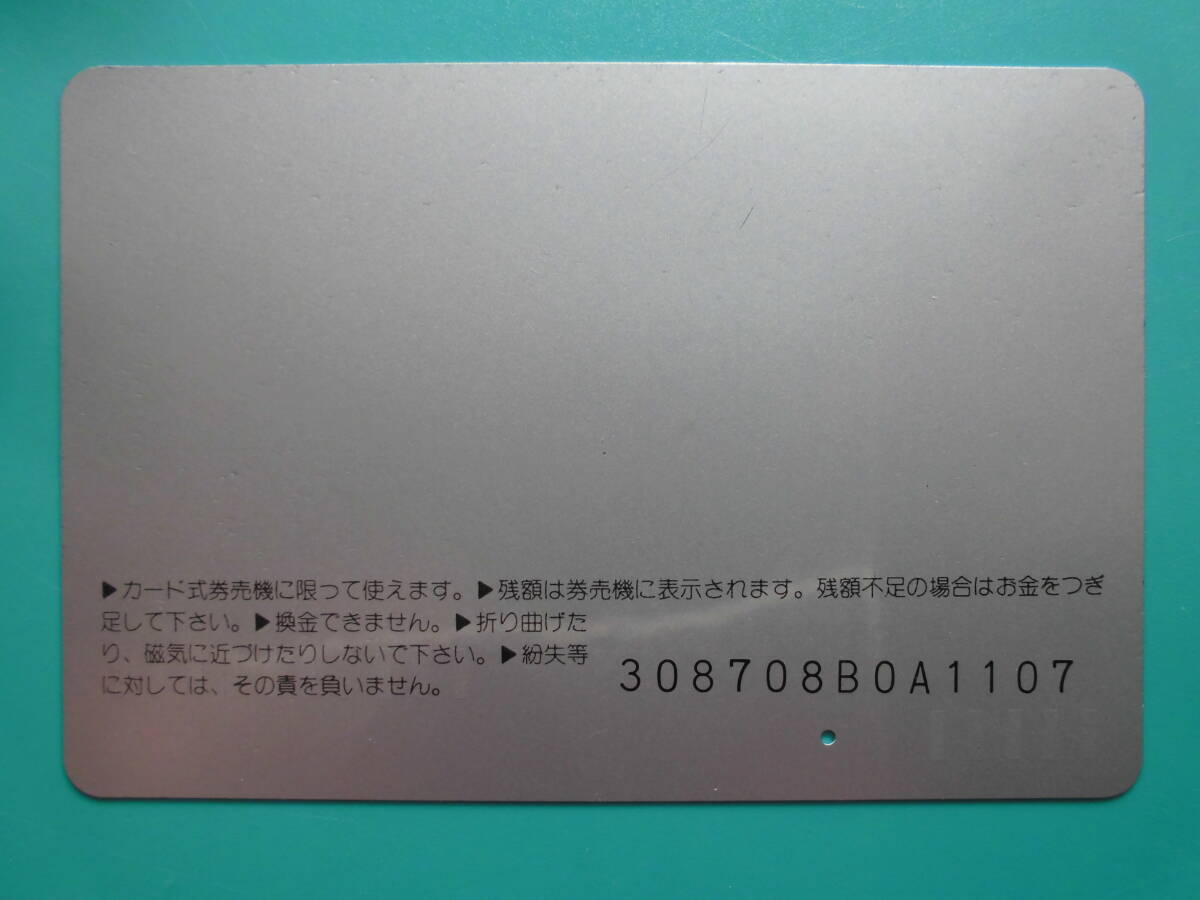 ▶カード式券売機に限って使えます。▶残額は券売機に表示されます。残額不足の場合はお金をつぎ
足して下さい。▶換金できません。▶折り曲げた
り、磁気に近づけたりしないで下さい。▶紛失等
に対しては、その責を負いません。
308708B0A1107